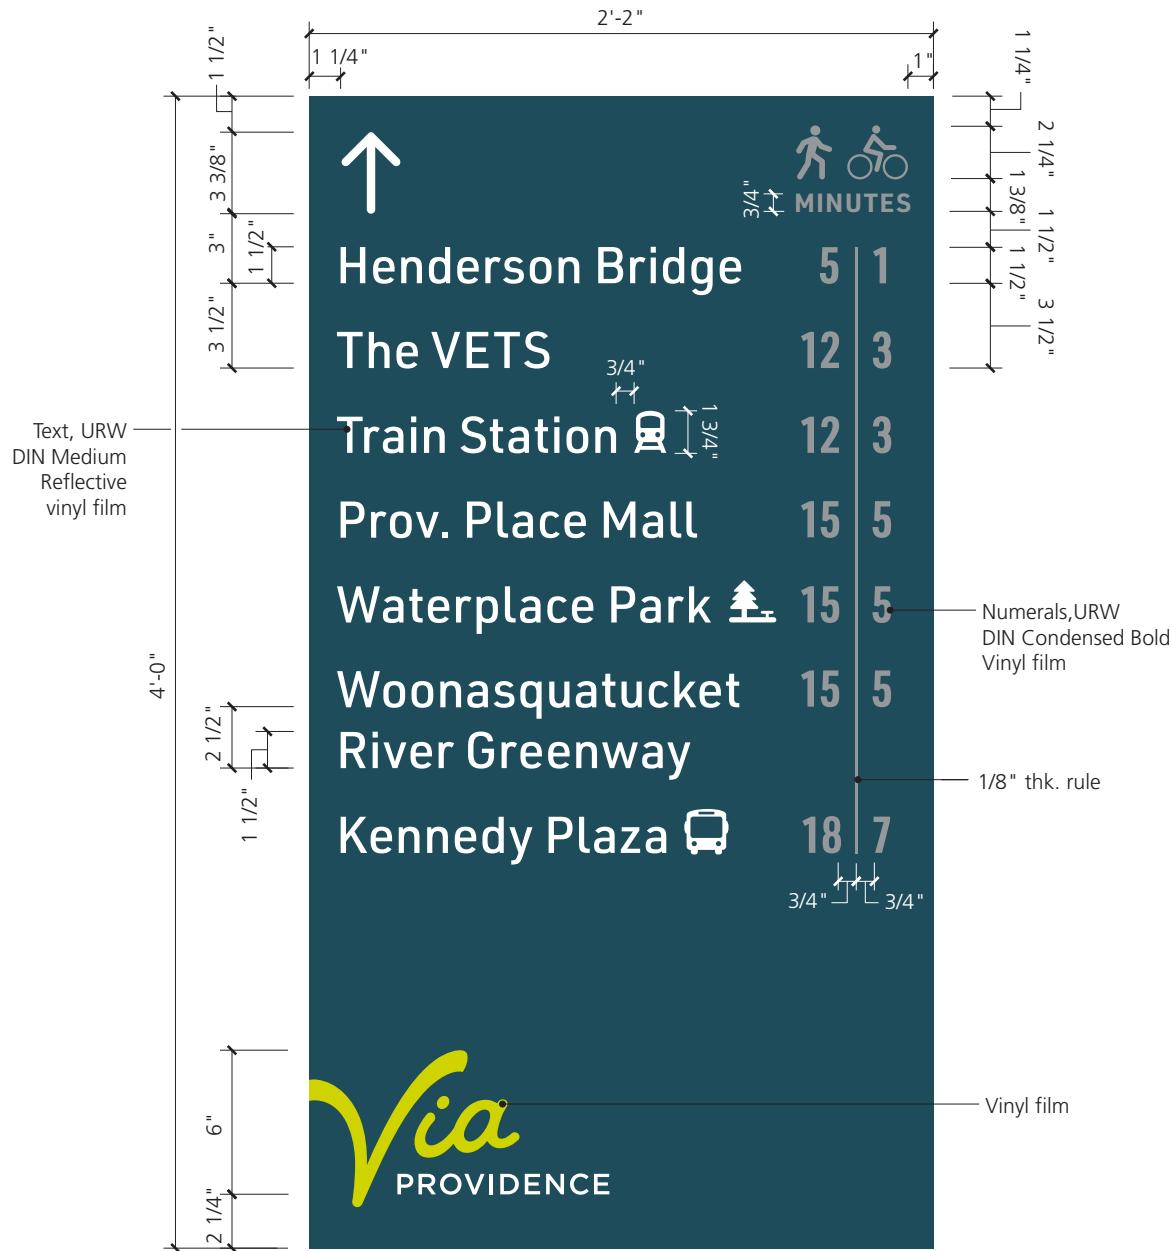 2'-2"
1 1/4"
1"
1 1/2"
3 3/8"
3"
1 1/2"
3 1/2"
1 1/4"
2 1/4"
1 3/8"
1 1/2"
1 1/2"
3 1/2"
3/4"
MINUTES
Henderson Bridge 5 1
The VETS 12 3
3/4"
Train Station 12 3
1 3/4"
Text, URW
DIN Medium
Reflective
vinyl film
Prov. Place Mall 15 5
Waterplace Park 15 5
Numerals,URW
DIN Condensed Bold
Vinyl film
4'-0"
Woonasquatucket 15 5
River Greenway
2 1/2"
1 1/2"
1/8" thk. rule
Kennedy Plaza 18 7
3/4" 3/4"
Via
PROVIDENCE
Vinyl film
6"
2 1/4"